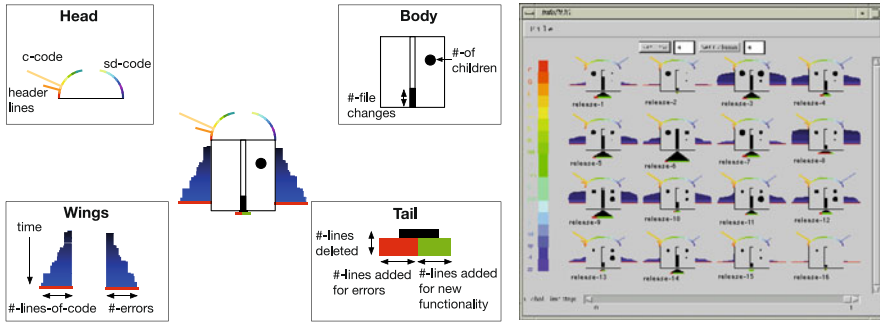 Head
c-code
sd-code
header
lines
Body
#-of
children
#-file
changes
Wings
time
#-lines-of-code
#-errors
Tail
#-lines
deleted
#-lines added
for errors
#-lines added
for new
functionality
File
release-1
release-2
release-3
release-4
release-5
release-6
release-7
release-8
release-9
release-10
release-11
release-12
release-13
release-14
release-15
release-16